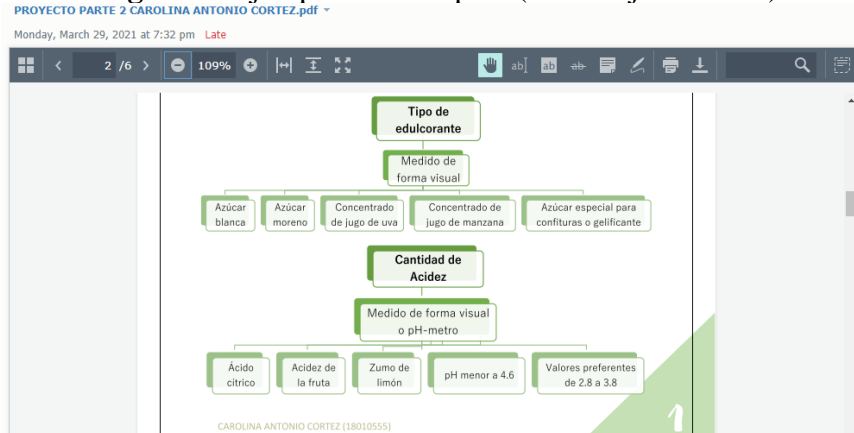 PROYECTO PARTE 2 CAROLINA ANTONIO CORTEZ.pdf
Monday, March 29, 2021 at 7:32 pm Late
2 /6 109%
Tipo de
edulcorante
Medido de
forma visual
Azúcar
blanca
Azúcar
moreno
Concentrado
de jugo de uva
Concentrado de
jugo de manzana
Azúcar especial para
confituras o gelificante
Cantidad de
Acidez
Medido de forma visual
o pH-metro
Ácido
cítrico
Acidez de
la fruta
Zumo de
limón
pH menor a 4.6
Valores preferentes
de 2.8 a 3.8
CAROLINA ANTONIO CORTEZ (18010555)
1